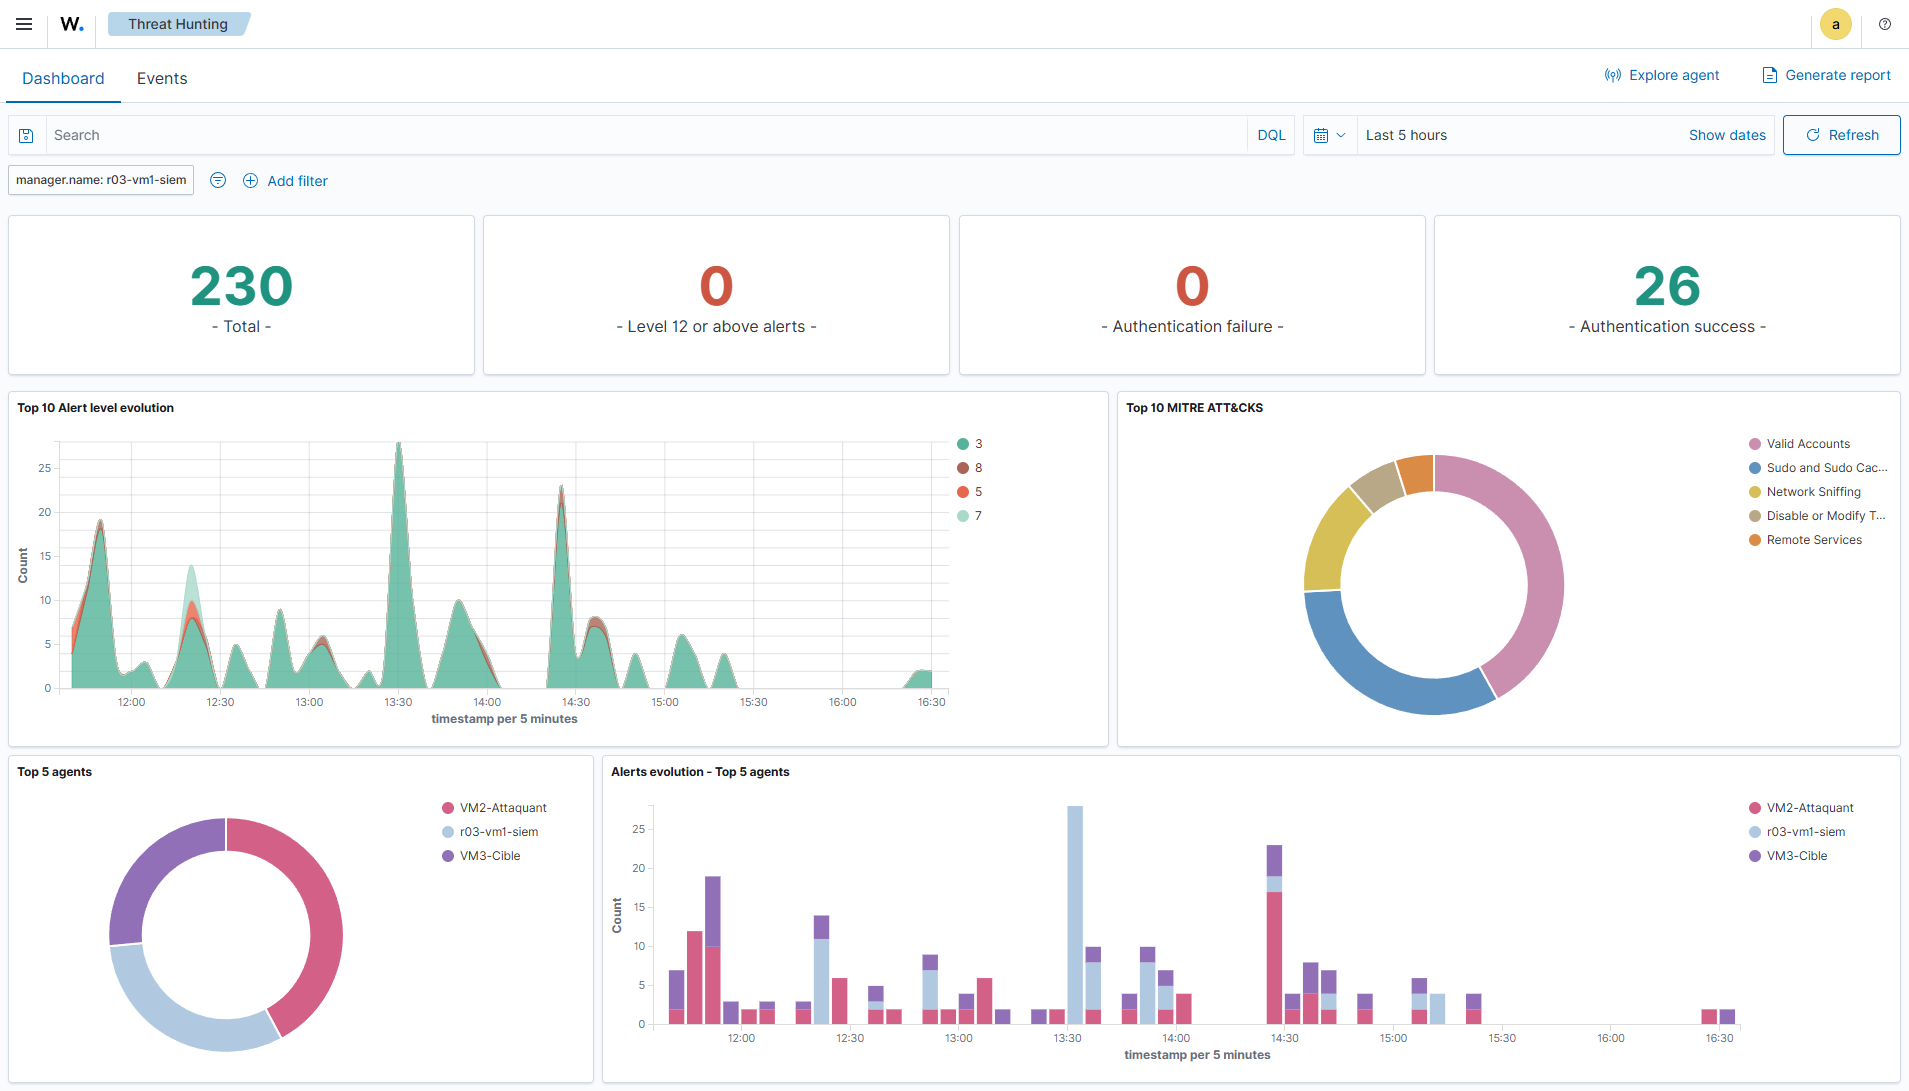 W. Threat Hunting a
Dashboard Events Explore agent Generate report
Search DQL Last 5 hours Show dates Refresh
manager.name: r03-vm1-siem Add filter
230 0 0 26
- Total - - Level 12 or above alerts - - Authentication failure - - Authentication success -
Top 10 Alert level evolution
3
8
5
7
25
20
15
10
5
0
Count
12:00 12:30 13:00 13:30 14:00 14:30 15:00 15:30 16:00 16:30
timestamp per 5 minutes
Top 10 MITRE ATT&CKS
Valid Accounts
Sudo and Sudo Cac...
Network Sniffing
Disable or Modify T...
Remote Services
Top 5 agents
VM2-Attaquant
r03-vm1-siem
VM3-Cible
Alerts evolution - Top 5 agents
25
20
15
10
5
0
Count
12:00 12:30 13:00 13:30 14:00 14:30 15:00 15:30 16:00 16:30
timestamp per 5 minutes
VM2-Attaquant
r03-vm1-siem
VM3-Cible